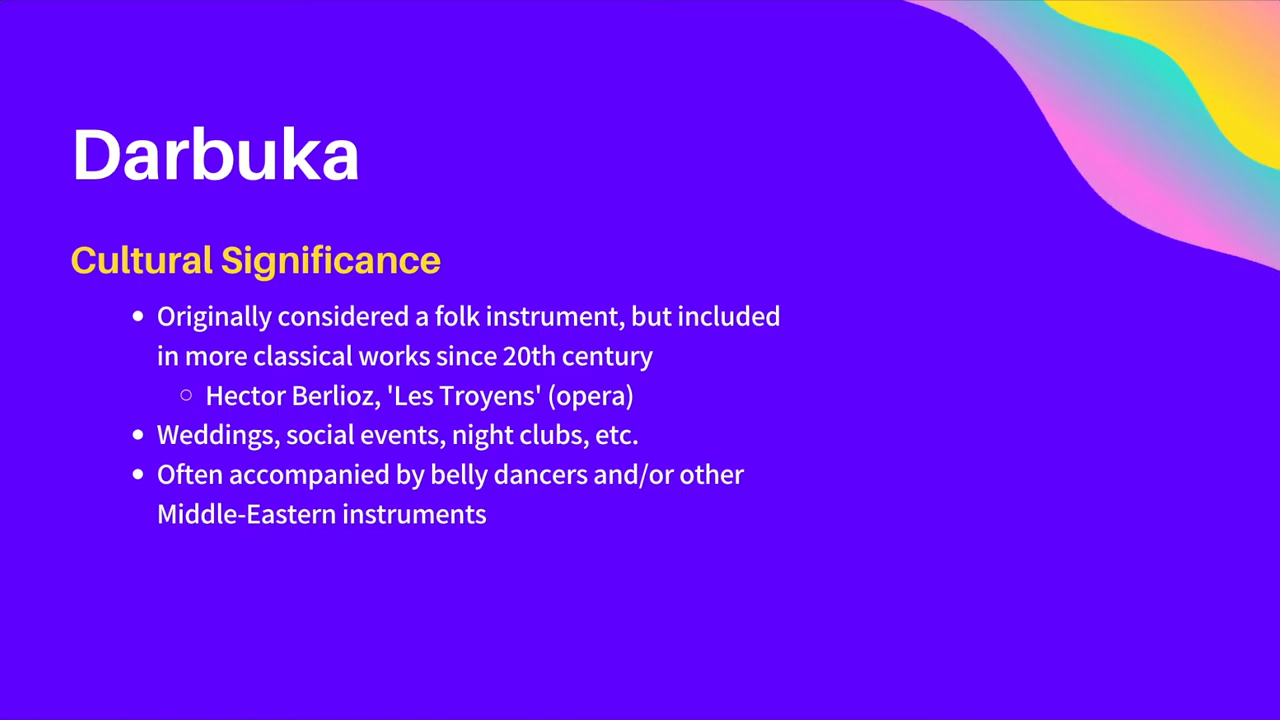 Darbuka
Cultural Significance
• Originally considered a folk instrument, but included
in more classical works since 20th century
○ Hector Berlioz, 'Les Troyens' (opera)
• Weddings, social events, night clubs, etc.
• Often accompanied by belly dancers and/or other
Middle-Eastern instruments